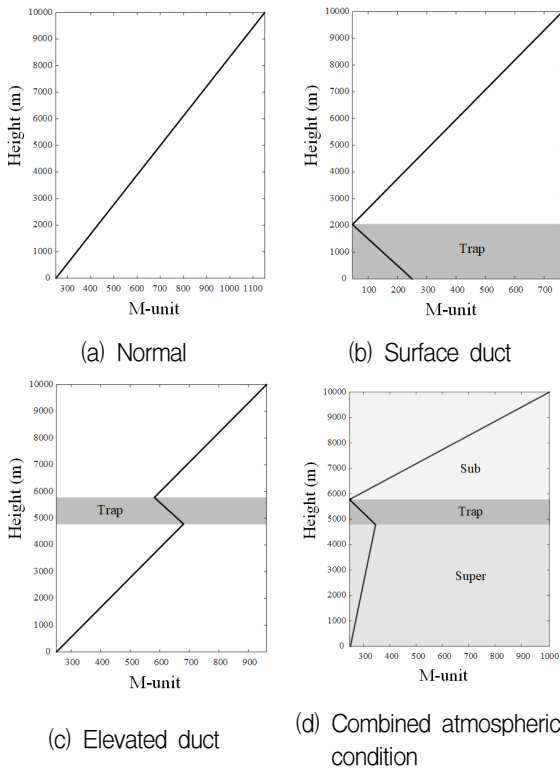 10000
9000
8000
7000
6000
5000
4000
3000
2000
1000
0
Height (m)
300 400 500 600 700 800 900 1000 1100
M-unit
(a) Normal
10000
9000
8000
7000
6000
5000
4000
3000
2000
1000
0
Height (m)
Trap
100 200 300 400 500 600 700
M-unit
(b) Surface duct
10000
9000
8000
7000
6000
5000
4000
3000
2000
1000
0
Height (m)
Trap
300 400 500 600 700 800 900
M-unit
(c) Elevated duct
10000
9000
8000
7000
6000
5000
4000
3000
2000
1000
0
Height (m)
Sub
Trap
Super
300 400 500 600 700 800 900 1000
M-unit
(d) Combined atmospheric
condition